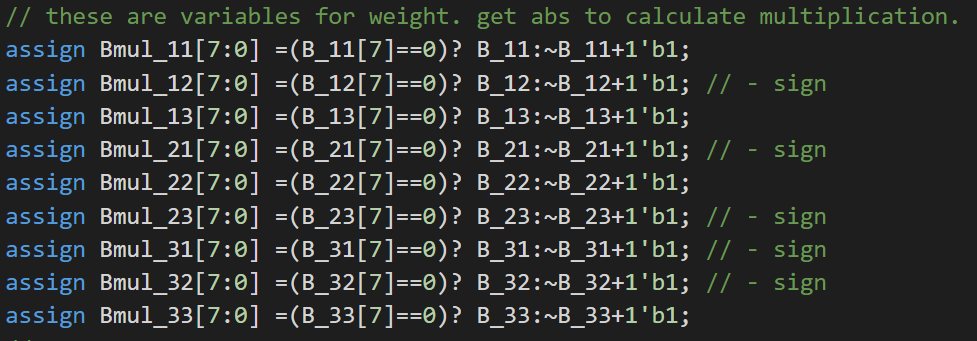 // these are variables for weight. get abs to calculate multiplication.
assign Bmul_11[7:0] =(B_11[7]==0)? B_11:~B_11+1'b1;
assign Bmul_12[7:0] =(B_12[7]==0)? B_12:~B_12+1'b1; // - sign
assign Bmul_13[7:0] =(B_13[7]==0)? B_13:~B_13+1'b1;
assign Bmul_21[7:0] =(B_21[7]==0)? B_21:~B_21+1'b1; // - sign
assign Bmul_22[7:0] =(B_22[7]==0)? B_22:~B_22+1'b1;
assign Bmul_23[7:0] =(B_23[7]==0)? B_23:~B_23+1'b1; // - sign
assign Bmul_31[7:0] =(B_31[7]==0)? B_31:~B_31+1'b1; // - sign
assign Bmul_32[7:0] =(B_32[7]==0)? B_32:~B_32+1'b1; // - sign
assign Bmul_33[7:0] =(B_33[7]==0)? B_33:~B_33+1'b1;